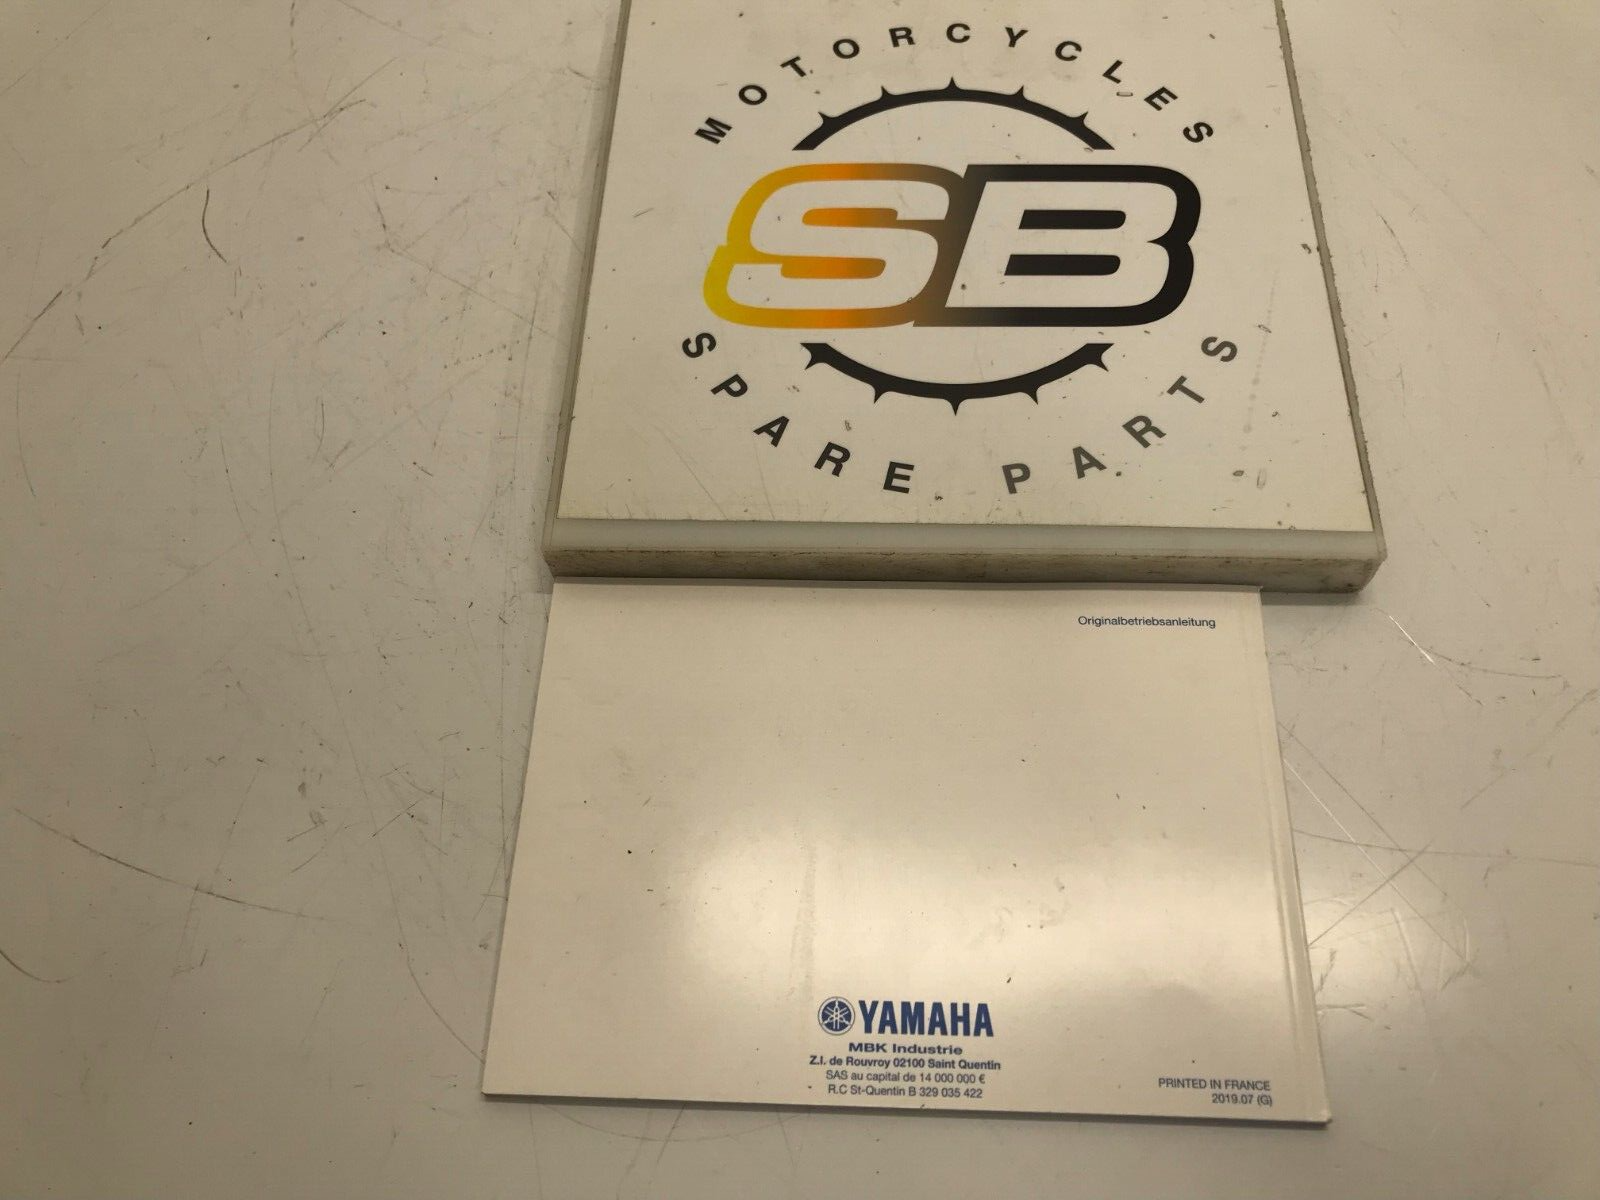 MOTORCYCLES
SB
SPARE PARTS
Originalbetriebsanleitung
YAMAHA
MBK Industrie
Z.I. de Rouvroy 02100 Saint Quentin
SAS au capital de 14 000 000 €
R.C St-Quentin B 329 035 422
PRINTED IN FRANCE
2019.07 (G)